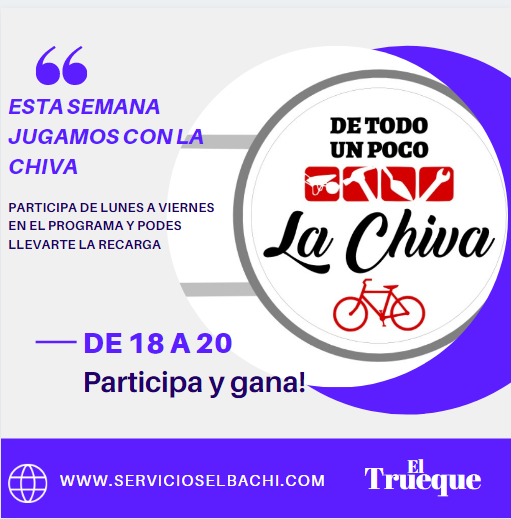 ESTA SEMANA
JUGAMOS CON LA
CHIVA
PARTICIPA DE LUNES A VIERNES
EN EL PROGRAMA Y PODES
LLEVARTE LA RECARGA
DE TODO
UN POCO
La Chiva
DE 18 A 20
Participa y gana!
WWW.SERVICIOSELBACHI.COM
El
Trueque